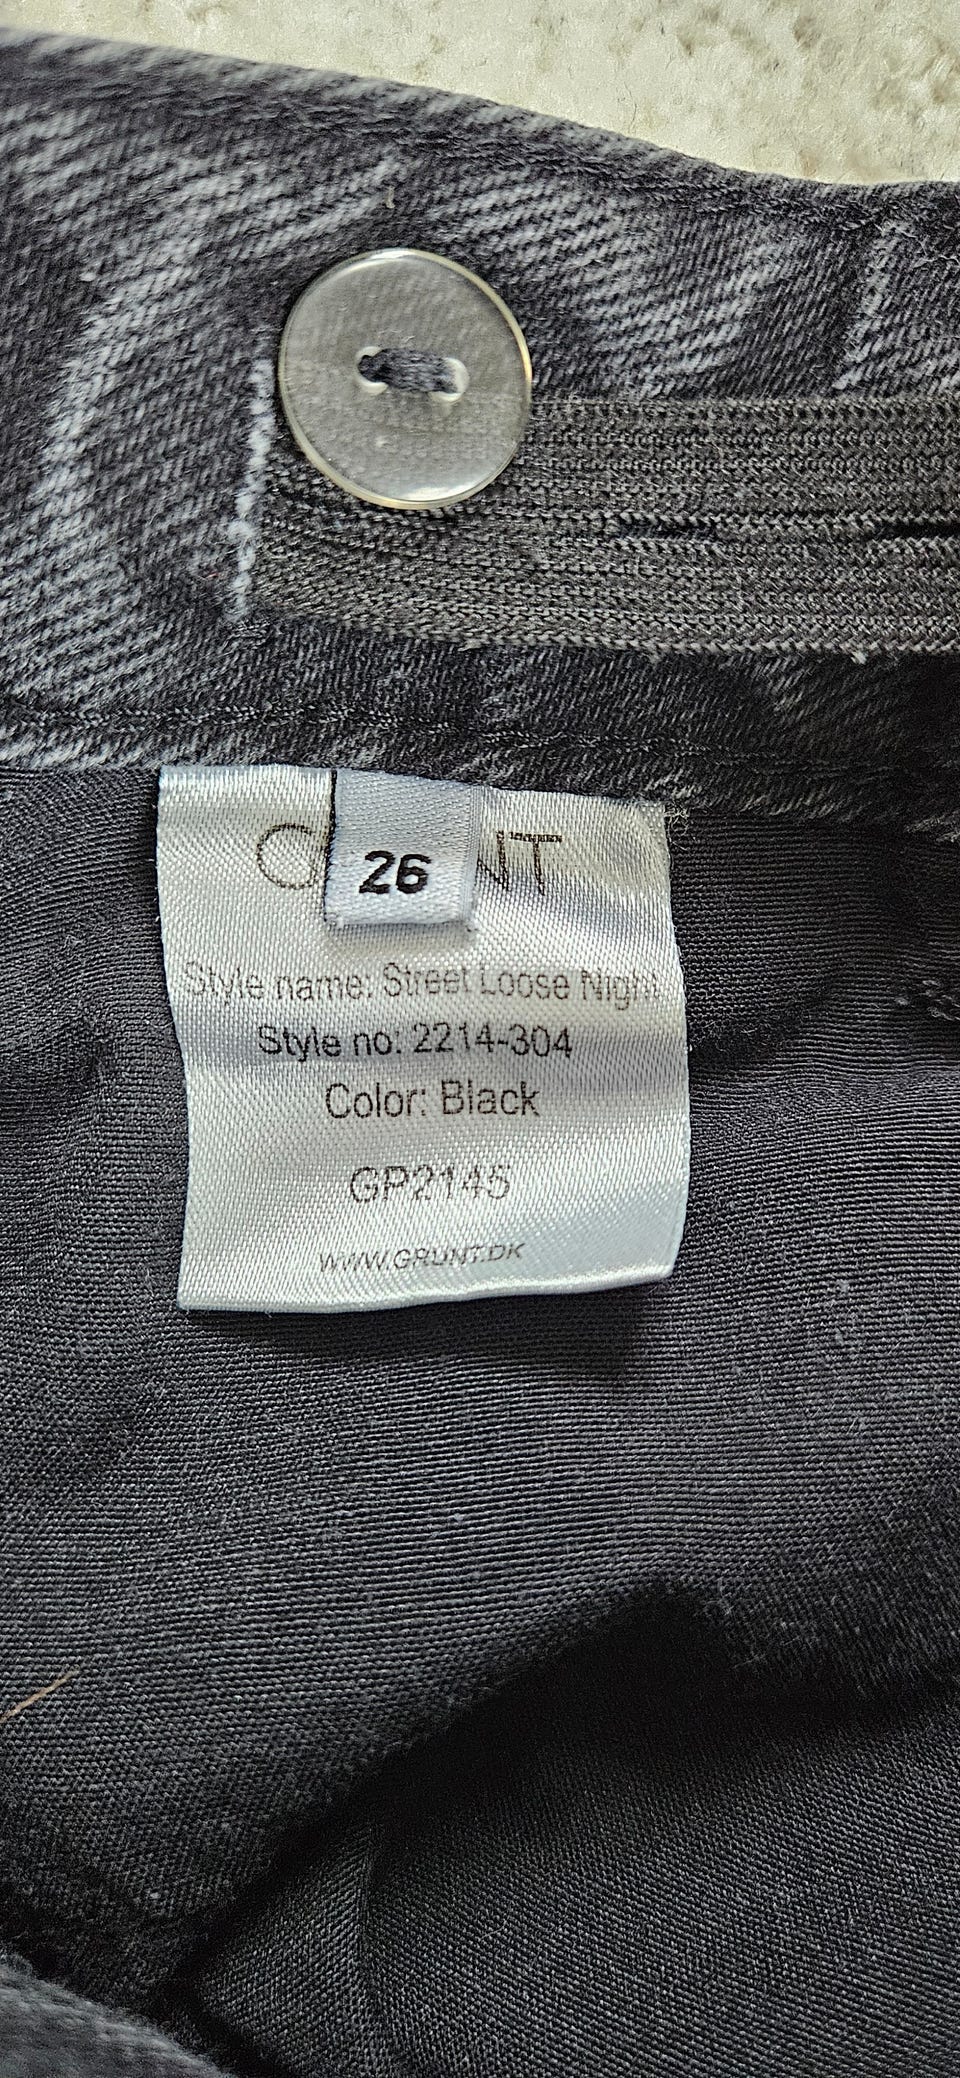 26
Style name: Street Loose Night
Style no: 2214-304
Color: Black
GP2145
WWW.GRUNT.DK